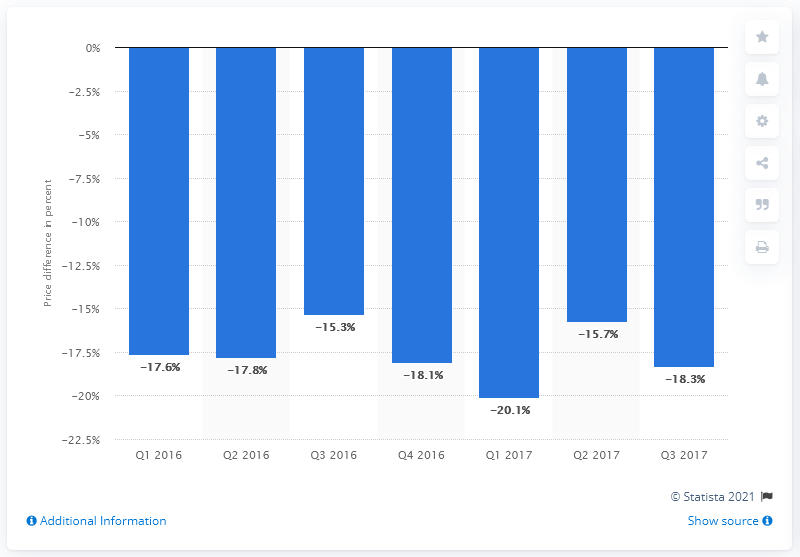 0%
−2.5%
−5%
−7.5%
−10%
−12.5%
−15%
−17.5%
−20%
−22.5%
Price difference in percent
−17.6%
−17.8%
−15.3%
−18.1%
−20.1%
−15.7%
−18.3%
Q1 2016
Q2 2016
Q3 2016
Q4 2016
Q1 2017
Q2 2017
Q3 2017
© Statista 2021
Additional Information
Show source